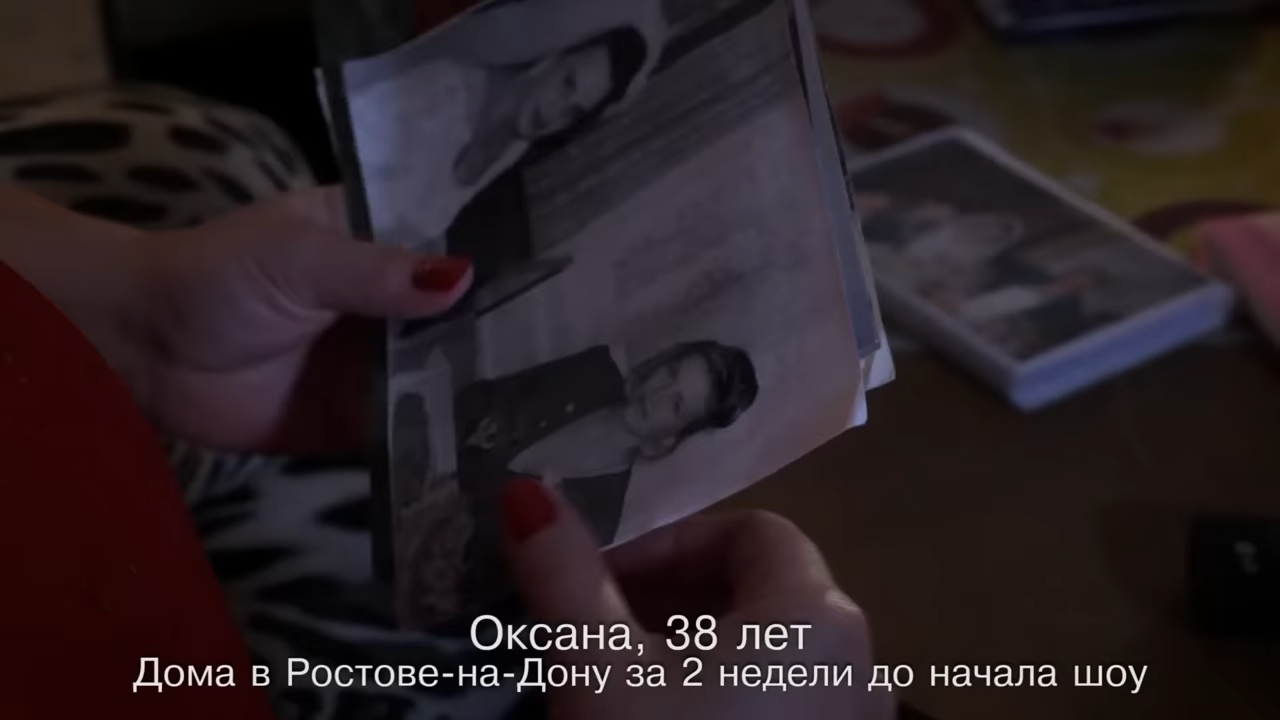 Оксана, 38 лет
Дома в Ростове-на-Дону за 2 недели до начала шоу